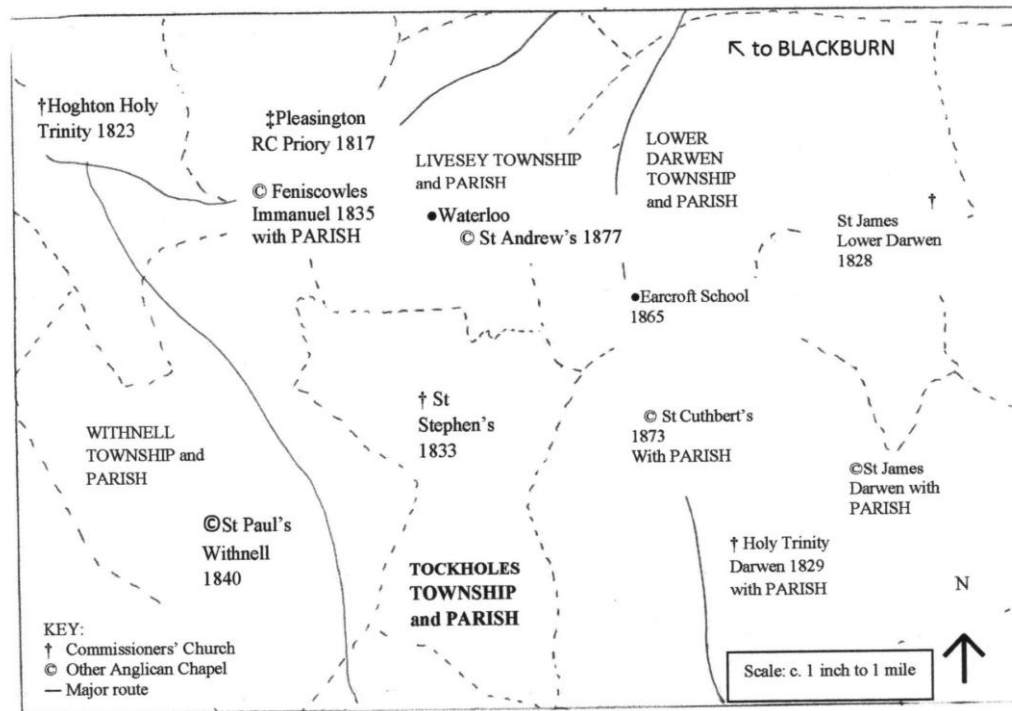 ↖ to BLACKBURN
†Hoghton Holy
Trinity 1823
‡Pleasington
RC Priory 1817
LIVESEY TOWNSHIP
and PARISH
LOWER
DARWEN
TOWNSHIP
and PARISH
© Feniscowles
Immanuel 1835
with PARISH
●Waterloo
© St Andrew's 1877
†
St James
Lower Darwen
1828
●Earcroft School
1865
† St
Stephen's
1833
© St Cuthbert's
1873
With PARISH
WITHNELL
TOWNSHIP and
PARISH
©St James
Darwen with
PARISH
©St Paul's
Withnell
1840
† Holy Trinity
Darwen 1829
with PARISH
TOCKHOLES
TOWNSHIP
and PARISH
N
KEY:
† Commissioners' Church
© Other Anglican Chapel
— Major route
Scale: c. 1 inch to 1 mile